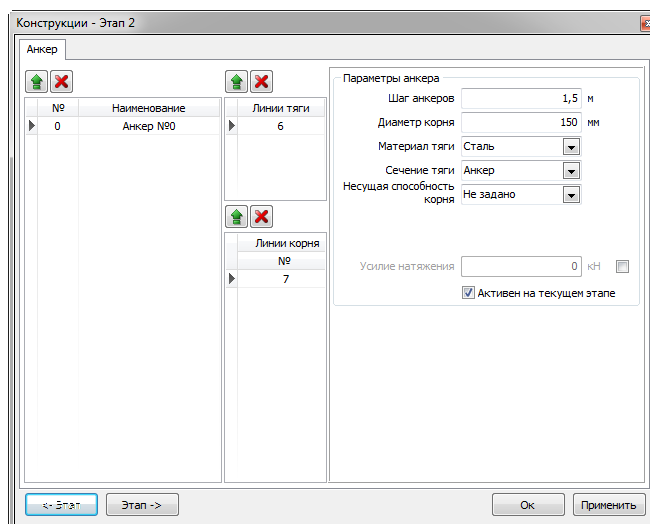 Конструкции - Этап 2
Анкер
№ Наименование
0 Анкер №0
Линии тяги
6
Линии корня
№
7
Параметры анкера
Шаг анкеров 1,5 м
Диаметр корня 150 мм
Материал тяги Сталь
Сечение тяги Анкер
Несущая способность
корня Не задано
Усилие натяжения 0 кН
Активен на текущем этапе
<- Этап Этап -> Ок Применить